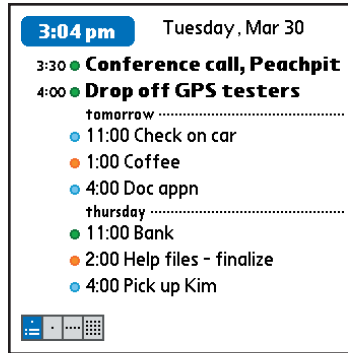 3:04 pm Tuesday, Mar 30
3:30 Conference call, Peachpit
4:00 Drop off GPS testers
tomorrow
11:00 Check on car
1:00 Coffee
4:00 Doc appn
thursday
11:00 Bank
2:00 Help files - finalize
4:00 Pick up Kim